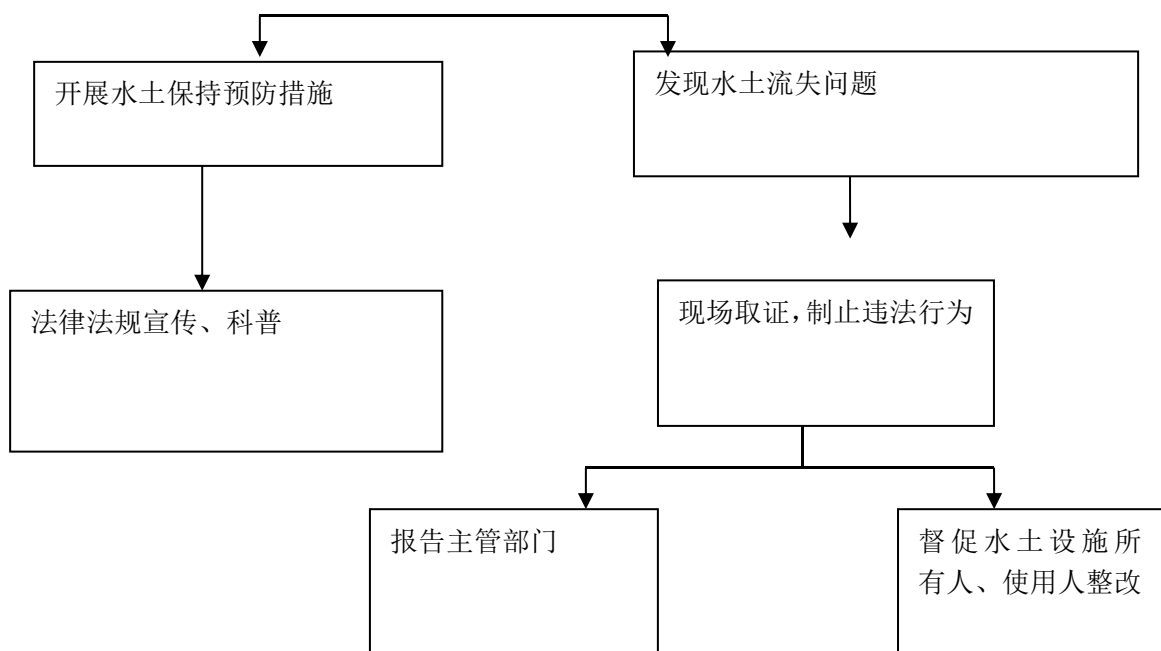 开展水土保持预防措施
发现水土流失问题
法律法规宣传、科普
现场取证，制止违法行为
报告主管部门
督促水土设施所
有人、使用人整改